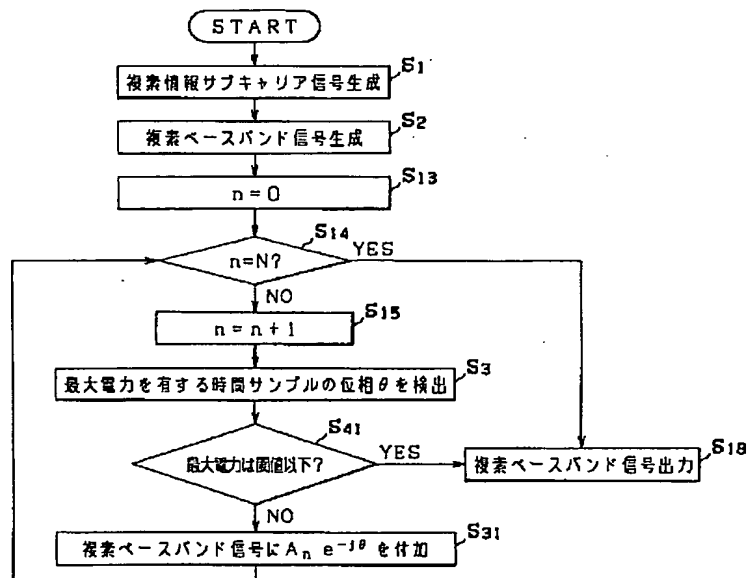 START
複素情報サブキャリア信号生成
S1
複素ベースバンド信号生成
S2
n=0
S13
n=N?
S14
YES
NO
n=n+1
S15
最大電力を有する時間サンプルの位相θを検出
S3
最大電力は閾値以下?
S41
YES
複素ベースバンド信号出力
S18
NO
複素ベースバンド信号にAn e-jθを付加
S31